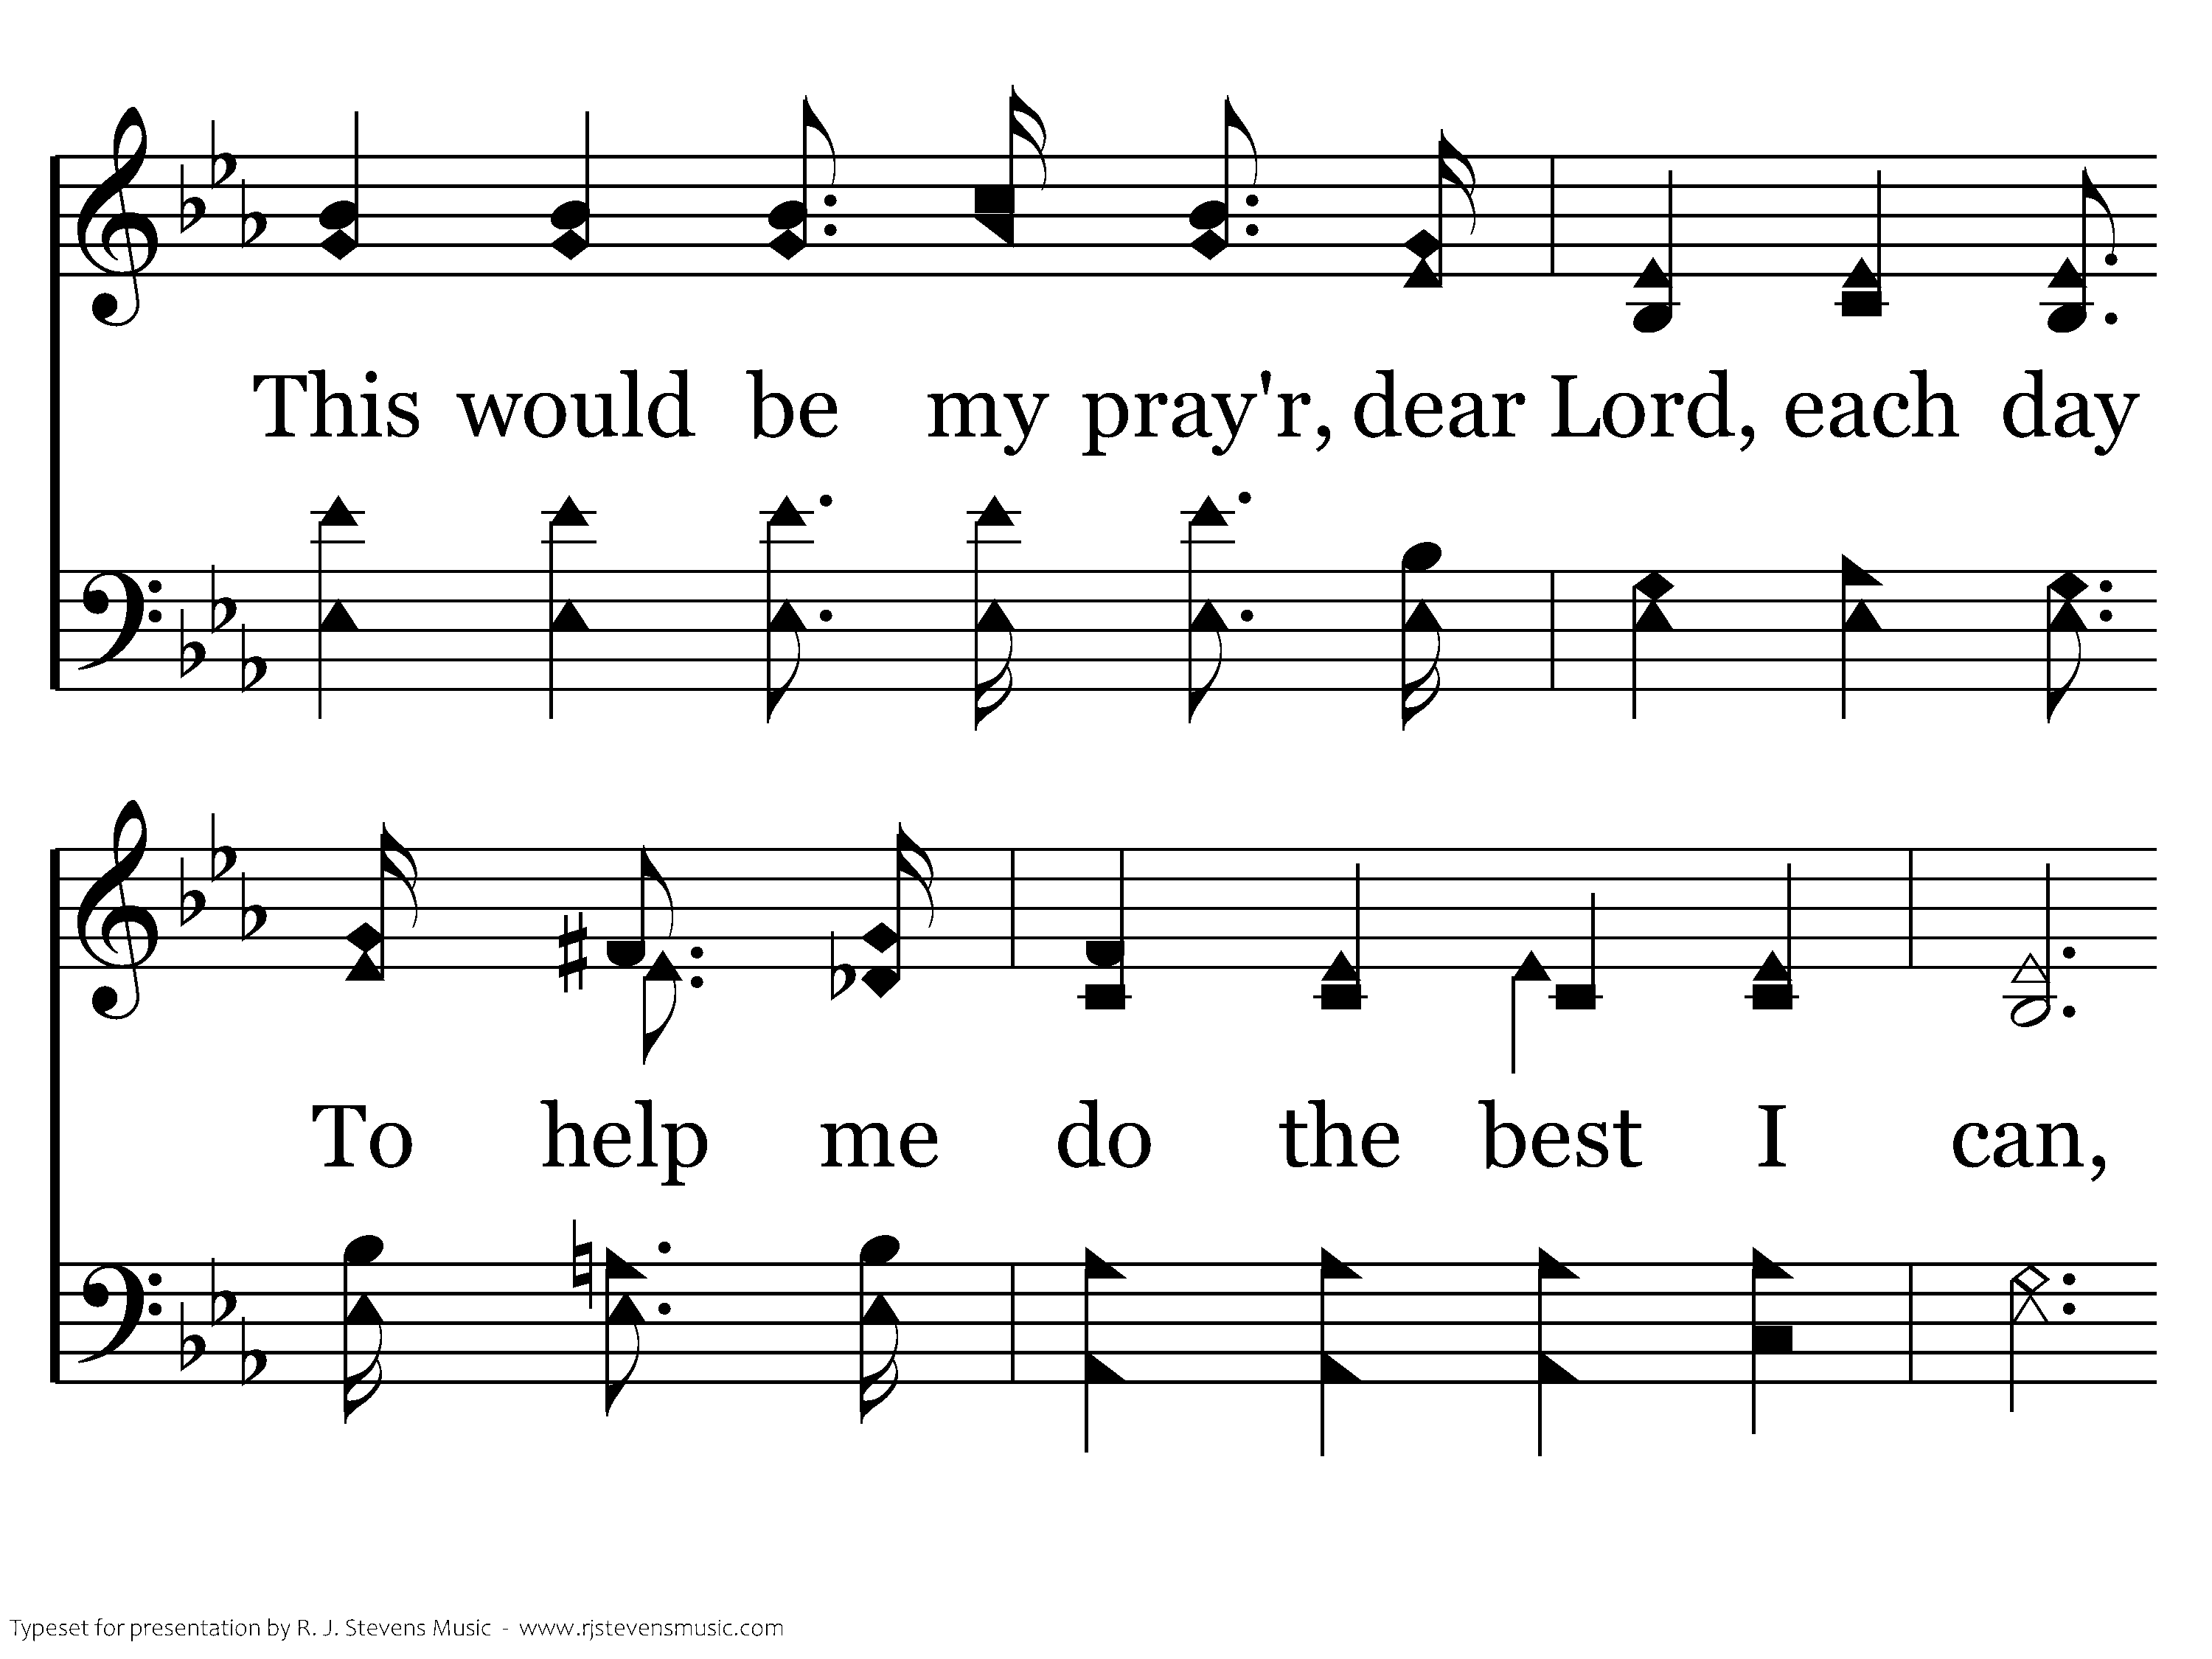 This would be my pray'r, dear Lord, each day
To help me do the best I can,
Typeset for presentation by R. J. Stevens Music - www.rjstevensmusic.com